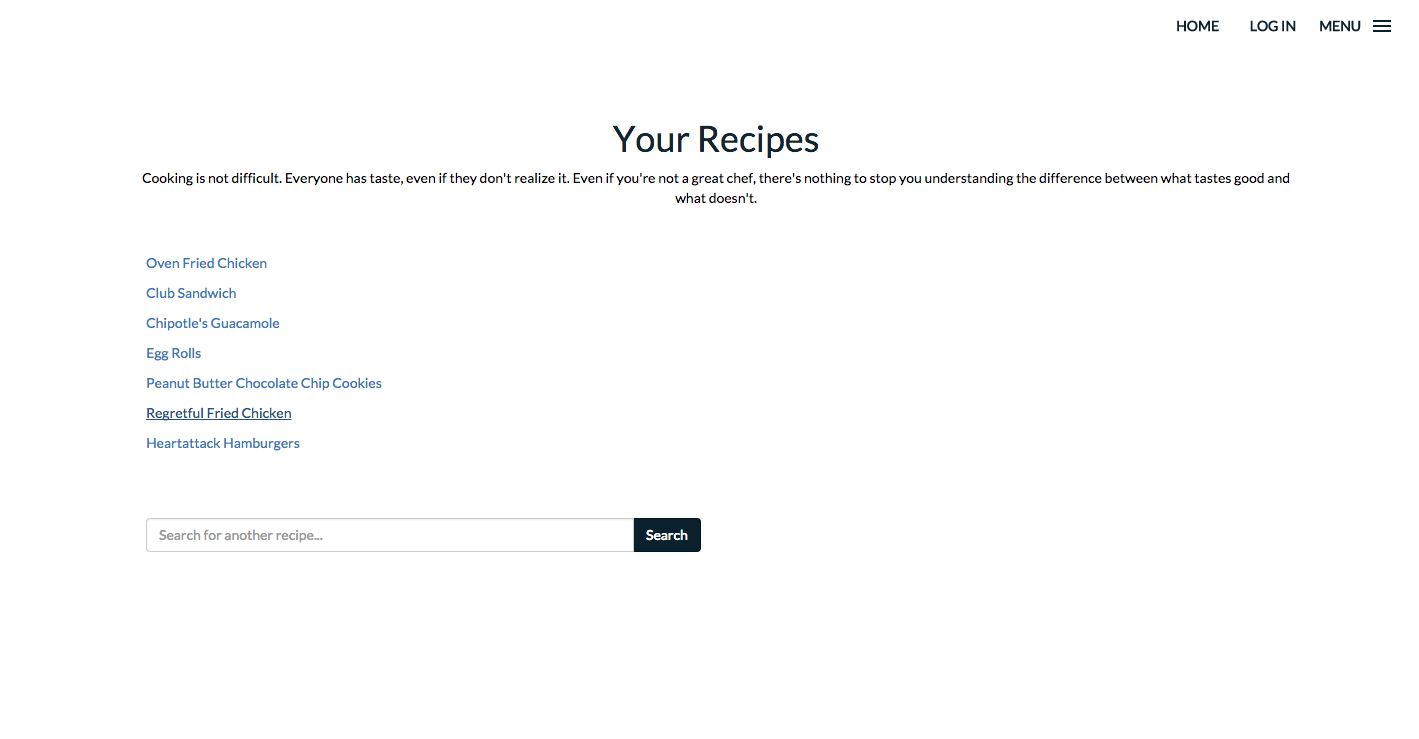 HOME LOG IN MENU
Your Recipes
Cooking is not difficult. Everyone has taste, even if they don't realize it. Even if you're not a great chef, there's nothing to stop you understanding the difference between what tastes good and
what doesn't.
Oven Fried Chicken
Club Sandwich
Chipotle's Guacamole
Egg Rolls
Peanut Butter Chocolate Chip Cookies
Regretful Fried Chicken
Heartattack Hamburgers
Search for another recipe... Search